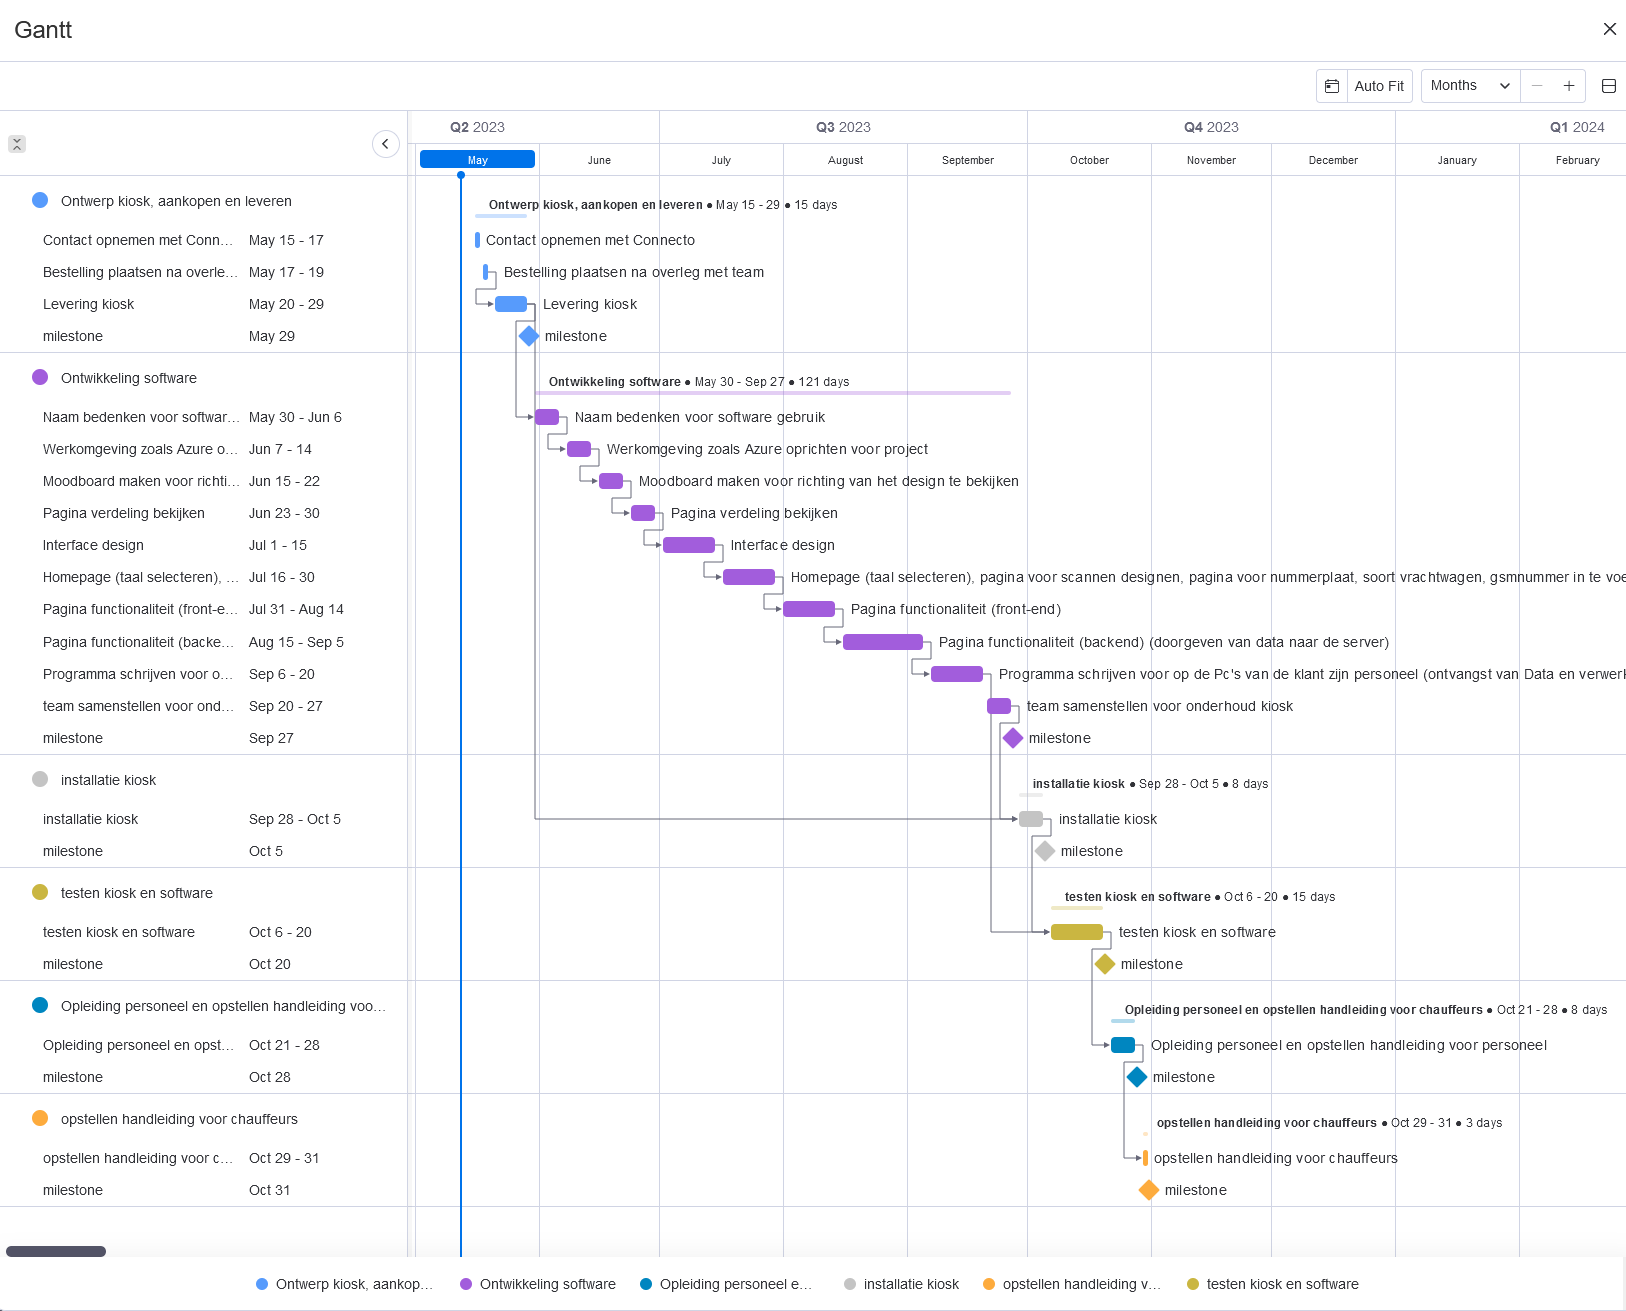 Gantt
Auto Fit
Months
Q2 2023
Q3 2023
Q4 2023
Q1 2024
May
June
July
August
September
October
November
December
January
February
Ontwerp kiosk, aankopen en leveren
Ontwerp kiosk, aankopen en leveren ● May 15 - 29 ● 15 days
Contact opnemen met Conn... May 15 - 17
Contact opnemen met Connecto
Bestelling plaatsen na overle... May 17 - 19
Bestelling plaatsen na overleg met team
Levering kiosk May 20 - 29
Levering kiosk
milestone May 29
milestone
Ontwikkeling software
Ontwikkeling software ● May 30 - Sep 27 ● 121 days
Naam bedenken voor softwar... May 30 - Jun 6
Naam bedenken voor software gebruik
Werkomgeving zoals Azure o... Jun 7 - 14
Werkomgeving zoals Azure oprichten voor project
Moodboard maken voor richti... Jun 15 - 22
Moodboard maken voor richting van het design te bekijken
Pagina verdeling bekijken Jun 23 - 30
Pagina verdeling bekijken
Interface design Jul 1 - 15
Interface design
Homepage (taal selecteren), ... Jul 16 - 30
Homepage (taal selecteren), pagina voor scannen designen, pagina voor nummerplaat, soort vrachtwagen, gsmnummer in te voe
Pagina functionaliteit (front-e... Jul 31 - Aug 14
Pagina functionaliteit (front-end)
Pagina functionaliteit (backe... Aug 15 - Sep 5
Pagina functionaliteit (backend) (doorgeven van data naar de server)
Programma schrijven voor o... Sep 6 - 20
Programma schrijven voor op de Pc's van de klant zijn personeel (ontvangst van Data en verwerk
team samenstellen voor ond... Sep 20 - 27
team samenstellen voor onderhoud kiosk
milestone Sep 27
milestone
installatie kiosk
installatie kiosk ● Sep 28 - Oct 5 ● 8 days
installatie kiosk Sep 28 - Oct 5
installatie kiosk
milestone Oct 5
milestone
testen kiosk en software
testen kiosk en software ● Oct 6 - 20 ● 15 days
testen kiosk en software Oct 6 - 20
testen kiosk en software
milestone Oct 20
milestone
Opleiding personeel en opstellen handleiding voo...
Opleiding personeel en opstellen handleiding voor chauffeurs ● Oct 21 - 28 ● 8 days
Opleiding personeel en opst... Oct 21 - 28
Opleiding personeel en opstellen handleiding voor personeel
milestone Oct 28
milestone
opstellen handleiding voor chauffeurs
opstellen handleiding voor chauffeurs ● Oct 29 - 31 ● 3 days
opstellen handleiding voor c... Oct 29 - 31
opstellen handleiding voor chauffeurs
milestone Oct 31
milestone
Ontwerp kiosk, aankop...
Ontwikkeling software
Opleiding personeel e...
installatie kiosk
opstellen handleiding v...
testen kiosk en software